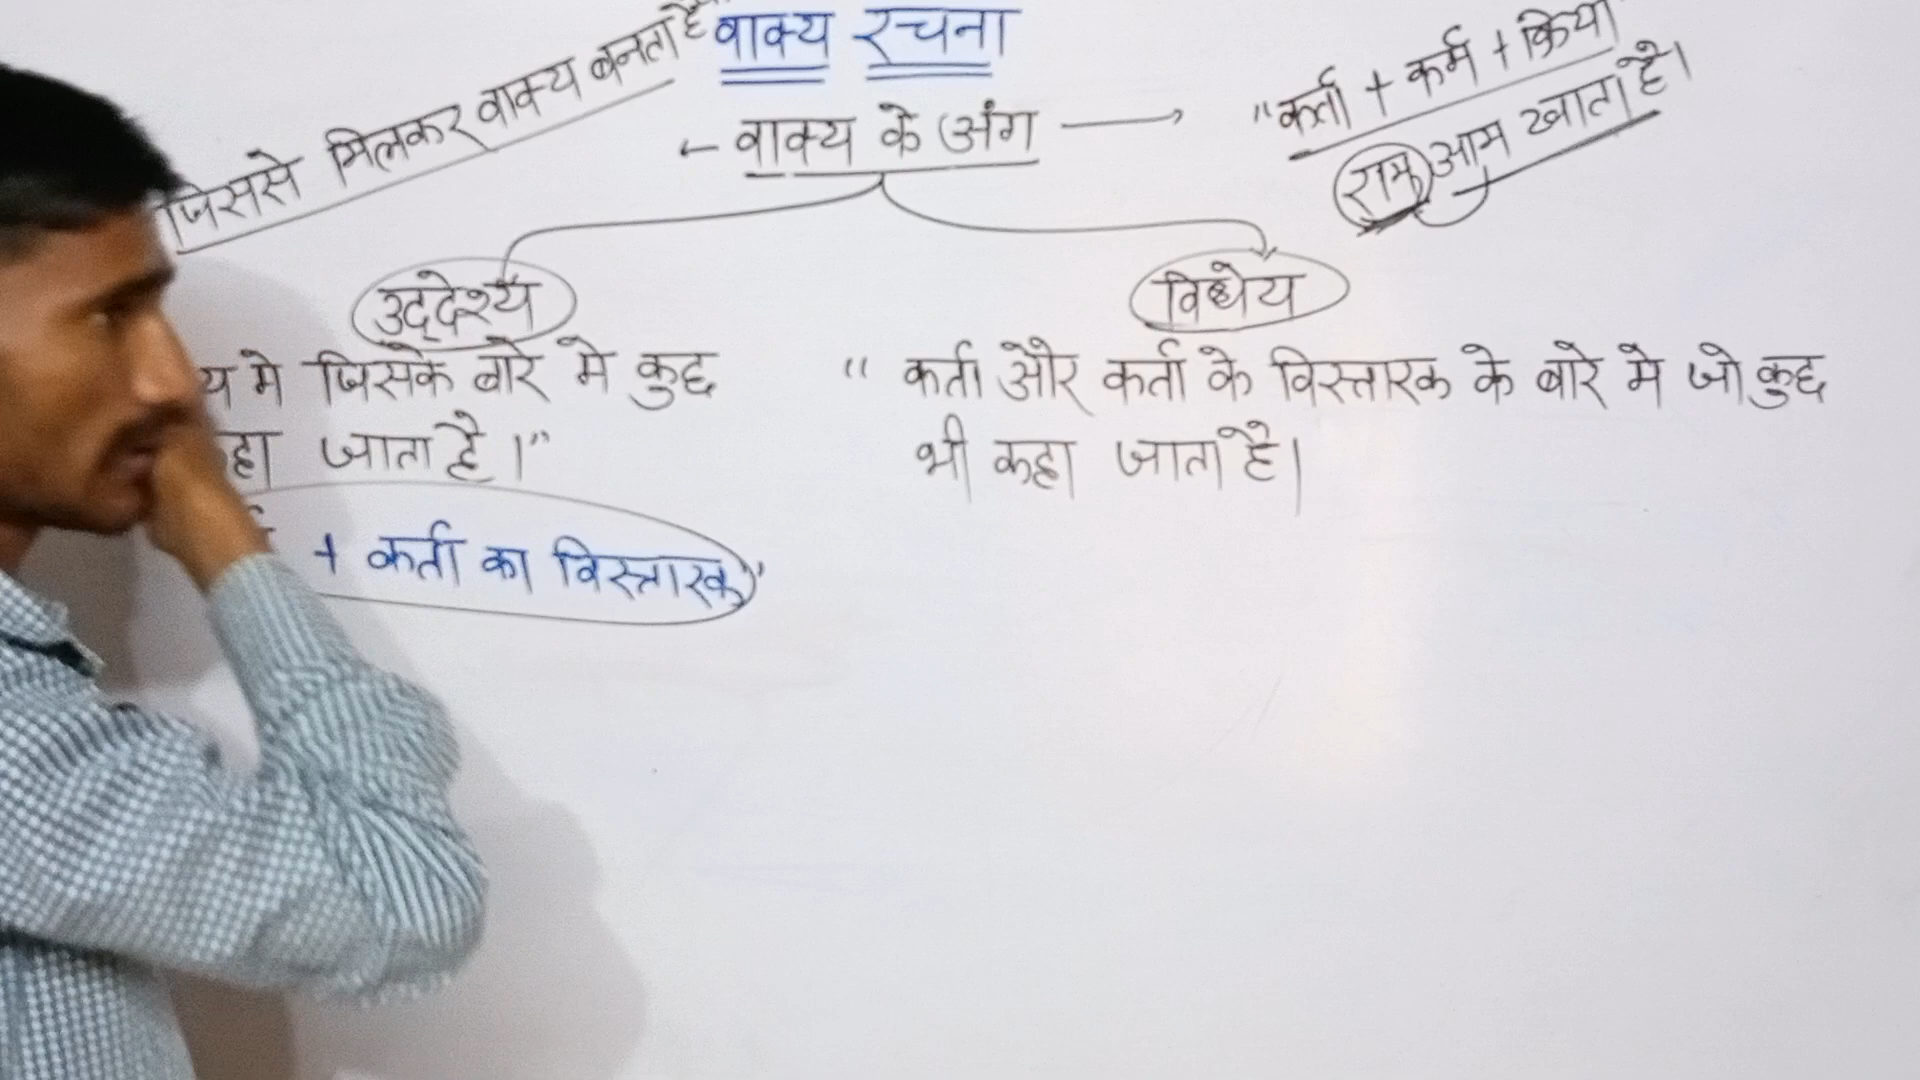 वाक्य रचना
जिससे मिलकर वाक्य बनता है
← वाक्य के अंग →
"कर्ता + कर्म + क्रिया
राम आम खाता है।
उद्देश्य
विधेय
य मे जिसके बारे मे कुछ
हा जाता है।"
+ कर्ता का विस्तारक"
" कर्ता और कर्ता के विस्तारक के बारे मे जो कुछ
भी कहा जाता है।